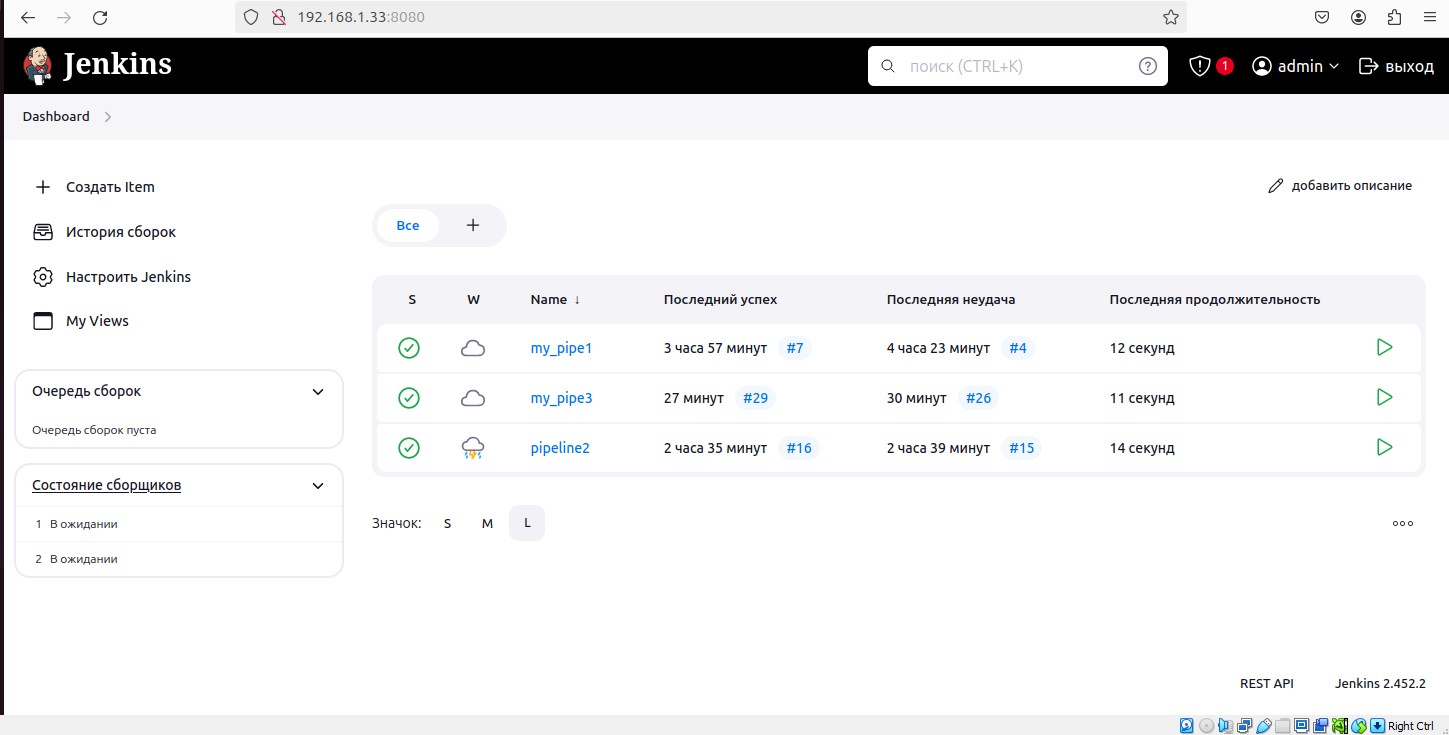 192.168.1.33:8080
Jenkins
поиск (CTRL+K)
1
admin
выход
Dashboard
Создать Item
История сборок
Настроить Jenkins
My Views
добавить описание
Все +
S W Name ↓ Последний успех Последняя неудача Последняя продолжительность
my_pipe1 3 часа 57 минут #7 4 часа 23 минут #4 12 секунд
my_pipe3 27 минут #29 30 минут #26 11 секунд
pipeline2 2 часа 35 минут #16 2 часа 39 минут #15 14 секунд
Очередь сборок
Очередь сборок пуста
Состояние сборщиков
1 В ожидании
2 В ожидании
Значок: S M L
REST API Jenkins 2.452.2
Right Ctrl